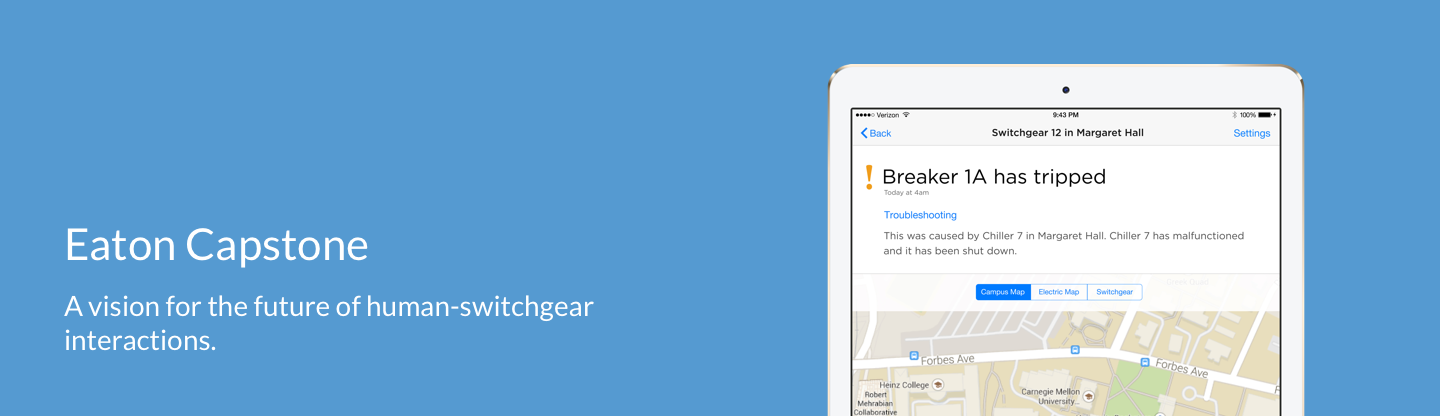 Eaton Capstone
A vision for the future of human-switchgear
interactions.
Verizon
9:43 PM
100%
Back
Switchgear 12 in Margaret Hall
Settings
! Breaker 1A has tripped
Today at 4am
Troubleshooting
This was caused by Chiller 7 in Margaret Hall. Chiller 7 has malfunctioned
and it has been shut down.
Campus Map
Electric Map
Switchgear
Forbes Ave
Forbes Ave
Heinz College
Robert
Mehrabian
Collaborative
Carnegie Mellon
University...